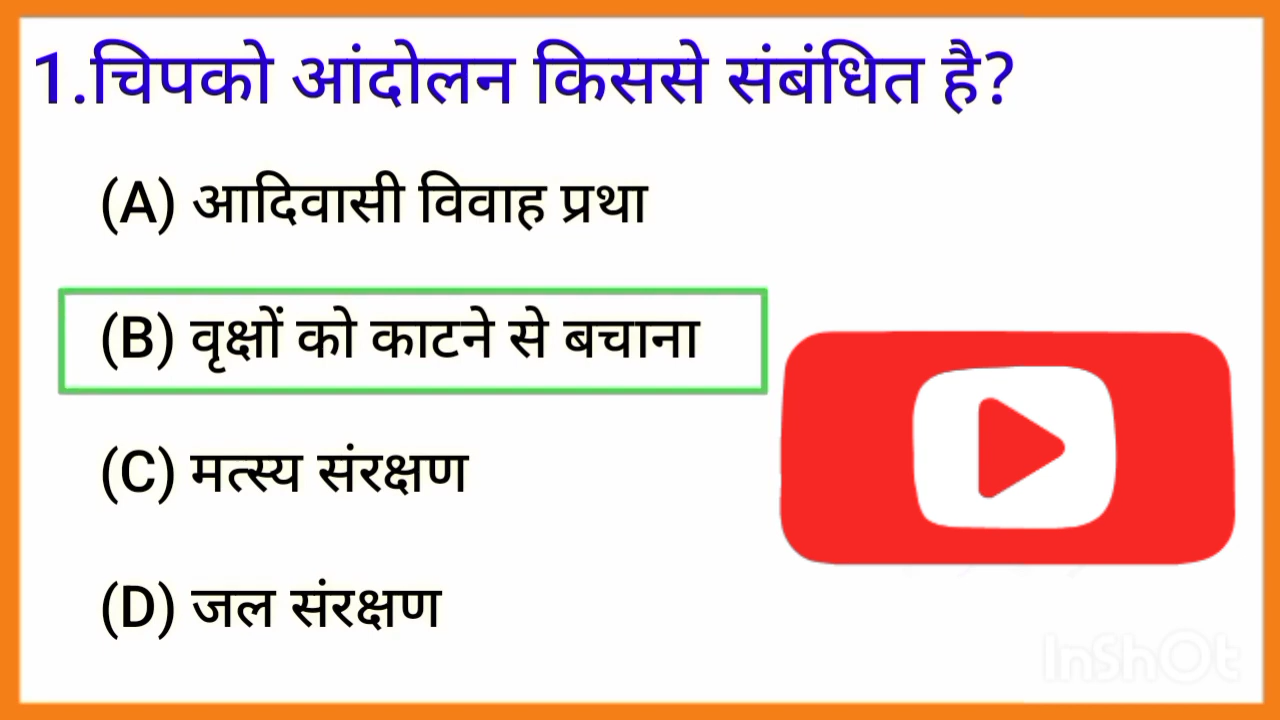 1.चिपको आंदोलन किससे संबंधित है?
(A) आदिवासी विवाह प्रथा
(B) वृक्षों को काटने से बचाना
(C) मत्स्य संरक्षण
(D) जल संरक्षण
InShOt